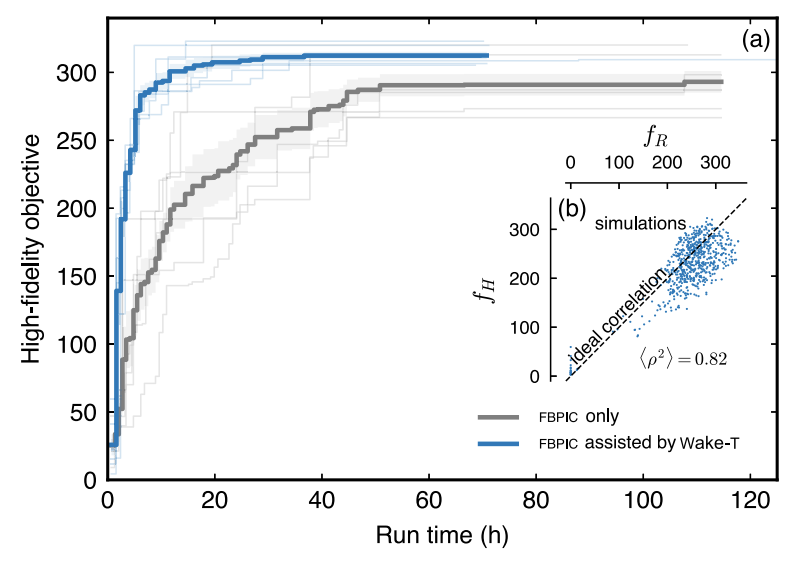 (a)
300
250
200
150
100
50
0
High-fidelity objective
0 20 40 60 80 100 120
Run time (h)
f_R
0 100 200 300
(b)
simulations
300
200
100
0
f_H
ideal correlation
⟨ρ²⟩ = 0.82
FBPIC only
FBPIC assisted by Wake-T